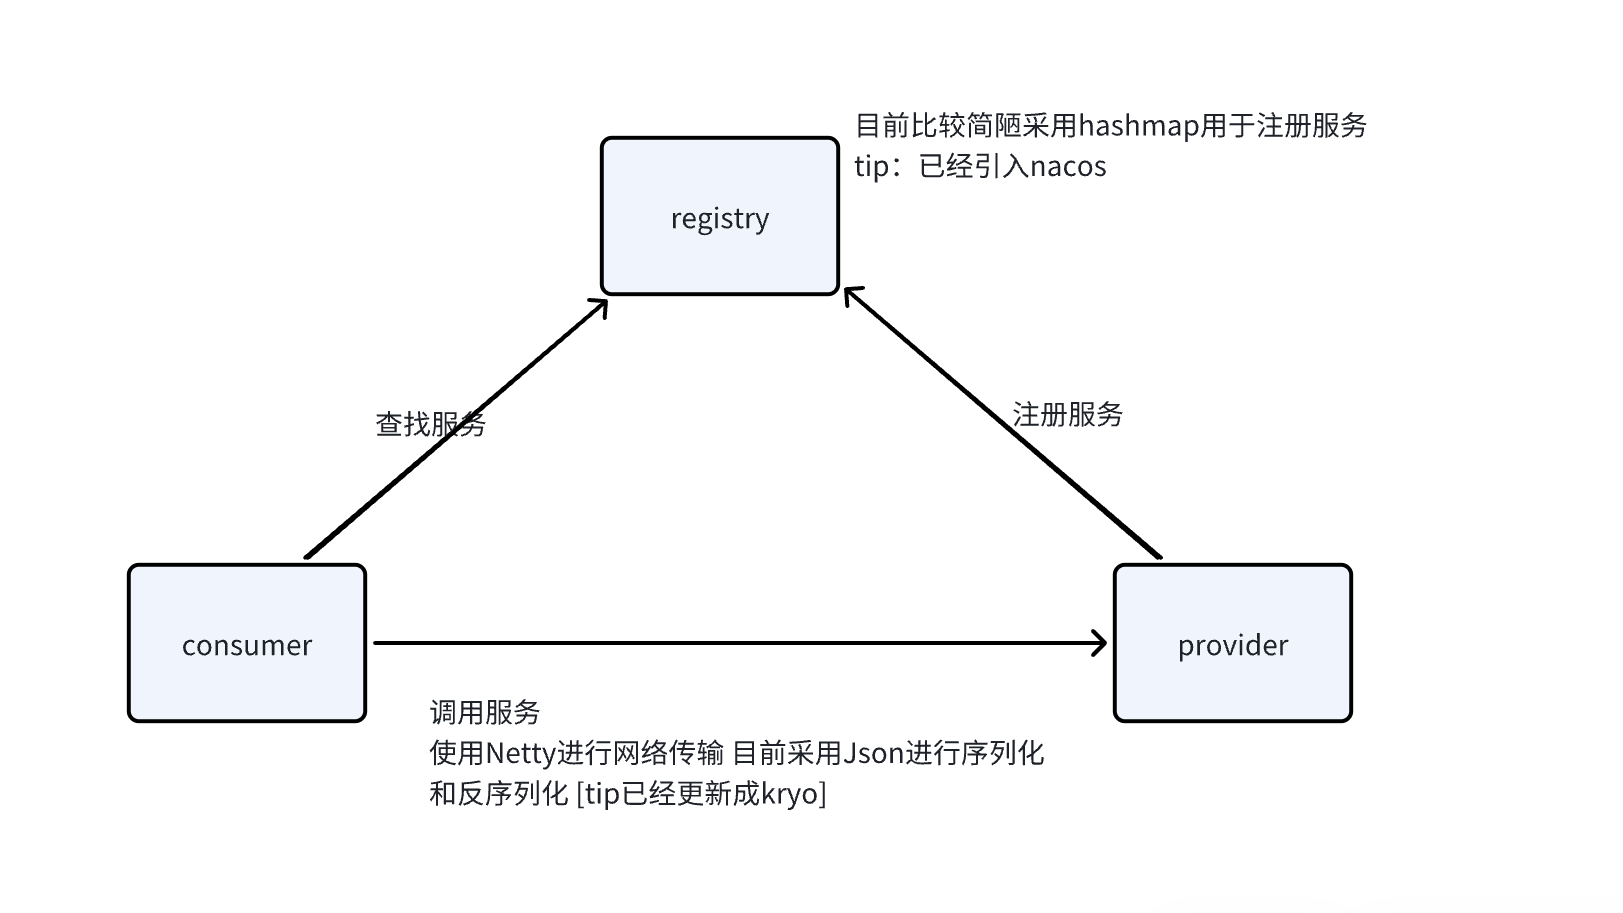 目前比较简陋采用hashmap用于注册服务
tip：已经引入nacos
registry
查找服务
注册服务
consumer
provider
调用服务
使用Netty进行网络传输 目前采用Json进行序列化
和反序列化 [tip已经更新成kryo]